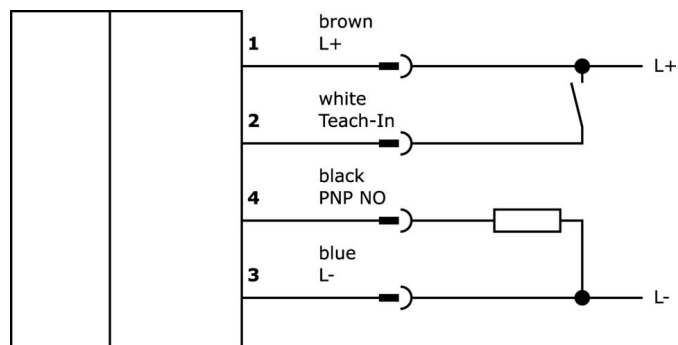 brown
1 L+
L+
white
2 Teach-In
black
4 PNP NO
blue
3 L-
L-